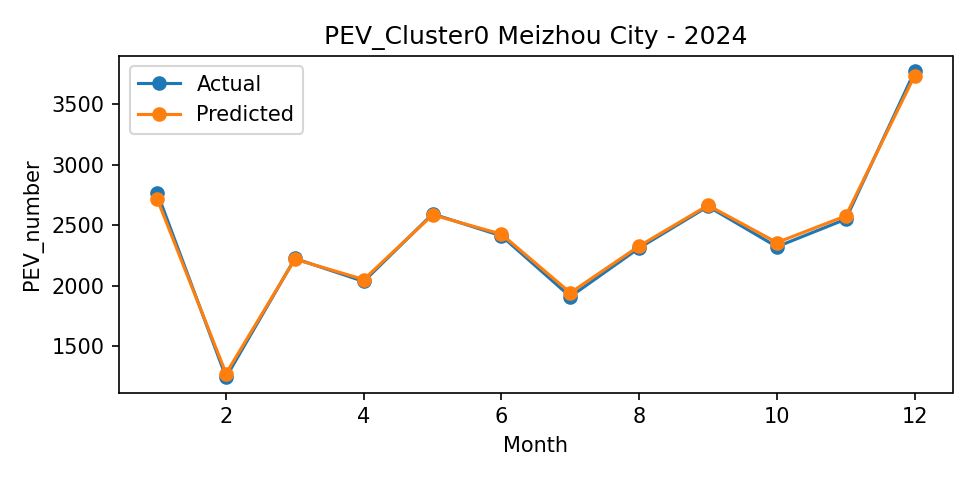 PEV_Cluster0 Meizhou City - 2024
Actual
Predicted
3500
3000
2500
2000
1500
PEV_number
2 4 6 8 10 12
Month